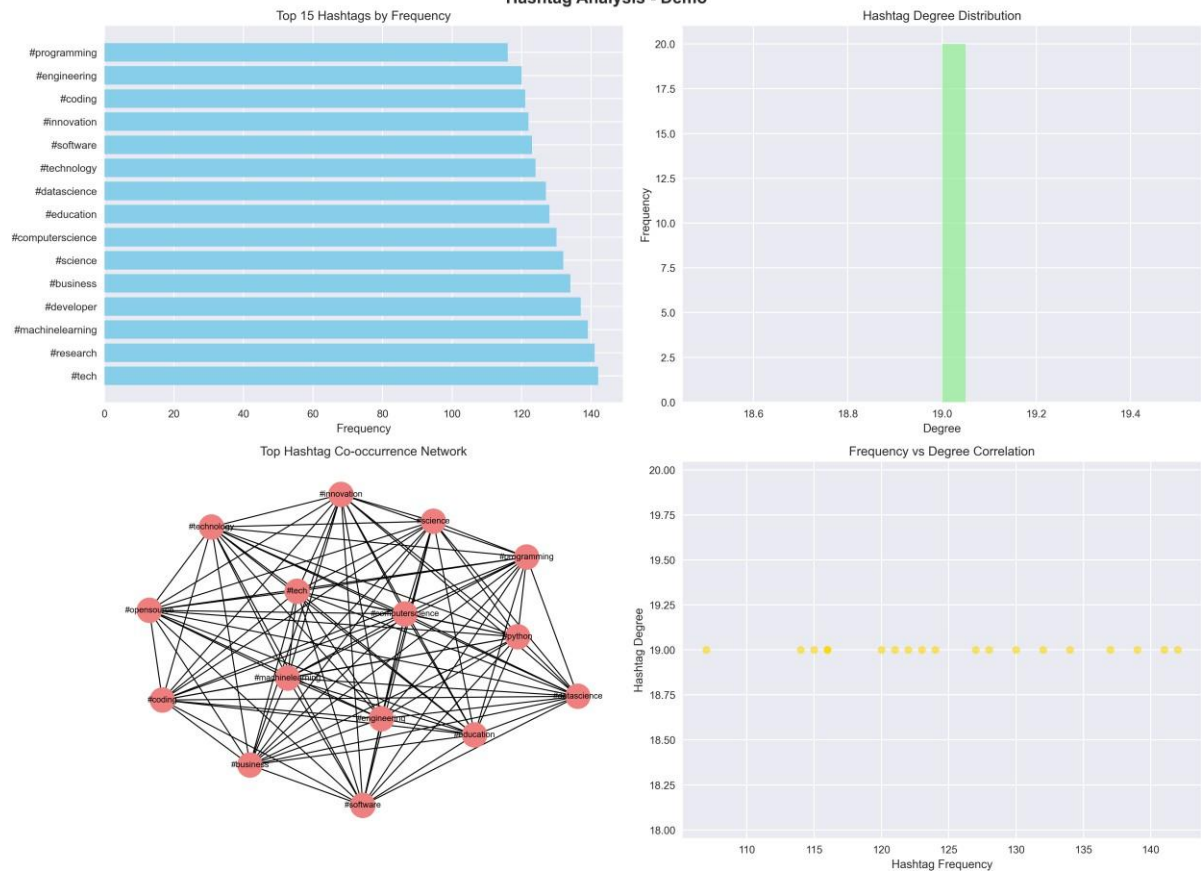 Hashtag Analysis - Demo
Top 15 Hashtags by Frequency
#programming
#engineering
#coding
#innovation
#software
#technology
#datascience
#education
#computerscience
#science
#business
#developer
#machinelearning
#research
#tech
0 20 40 60 80 100 120 140
Frequency
Hashtag Degree Distribution
20.0
17.5
15.0
12.5
10.0
7.5
5.0
2.5
0.0
Frequency
18.6 18.8 19.0 19.2 19.4
Degree
Top Hashtag Co-occurrence Network
#innovation
#science
#technology
#programming
#tech
#opensource
#computerscience
#python
#machinelearning
#datascience
#coding
#engineering
#education
#business
#software
Frequency vs Degree Correlation
20.00
19.75
19.50
19.25
19.00
18.75
18.50
18.25
18.00
Hashtag Degree
110 115 120 125 130 135 140
Hashtag Frequency